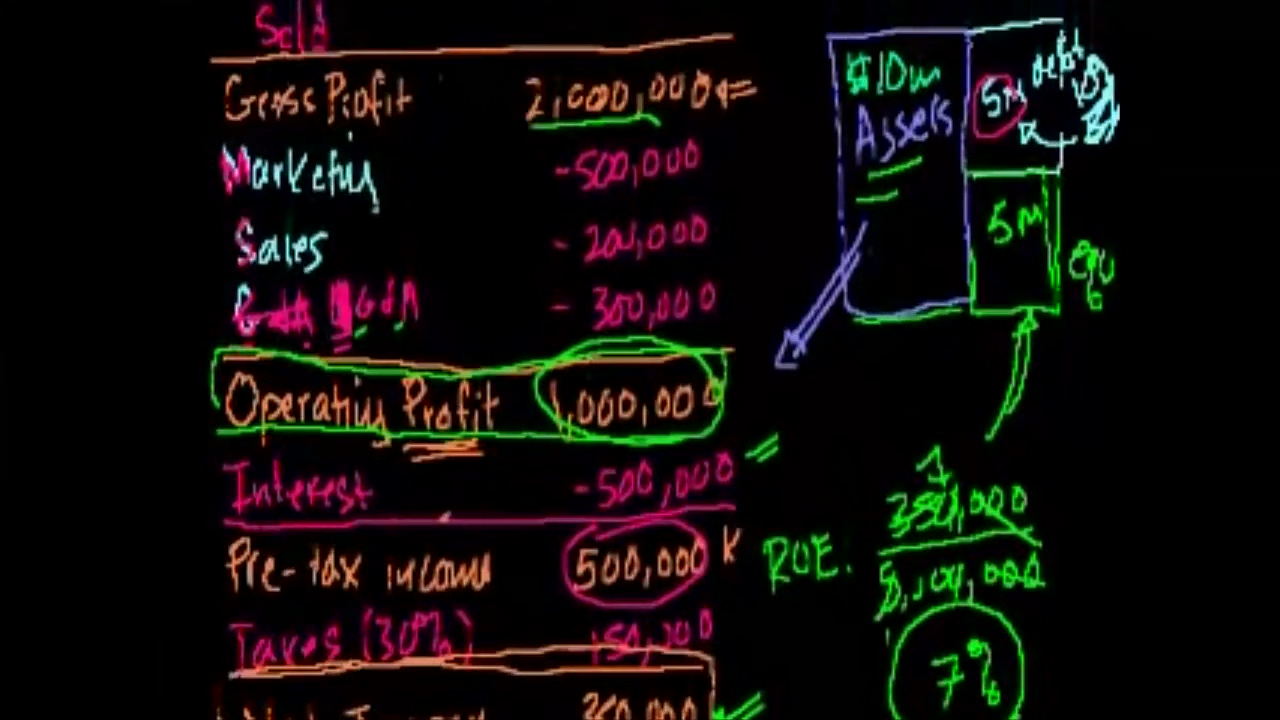 Sold
Gross Profit 2,000,000
Marketing -500,000
Sales - 200,000
G&A - 300,000
Operating Profit 1,000,000
Interest -500,000
Pre-tax income 500,000
Taxes (30%) 150,000
350,000
$10m
Assets
5m debt
5m
equ
ROE. 350,000
5,000,000
7%